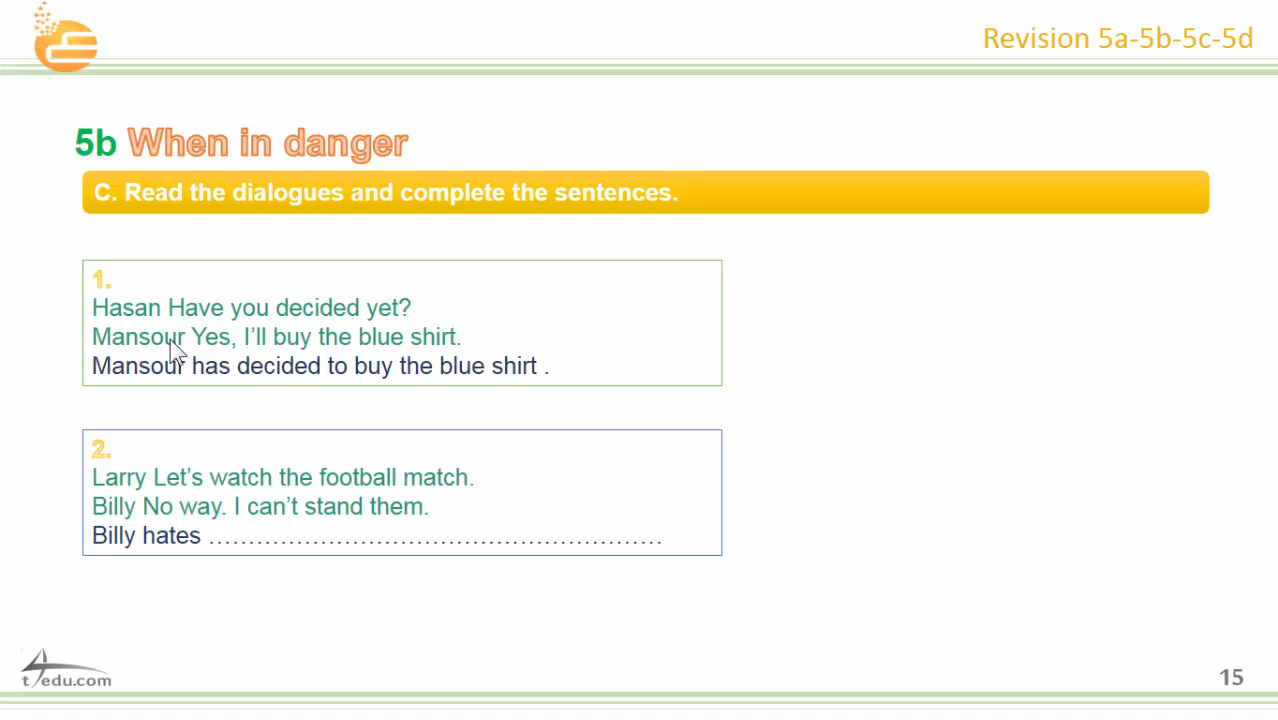 Revision 5a-5b-5c-5d
5b When in danger
C. Read the dialogues and complete the sentences.
1.
Hasan Have you decided yet?
Mansour Yes, I'll buy the blue shirt.
Mansour has decided to buy the blue shirt .
2.
Larry Let's watch the football match.
Billy No way. I can't stand them.
Billy hates ………………………………………………….
t4edu.com
15